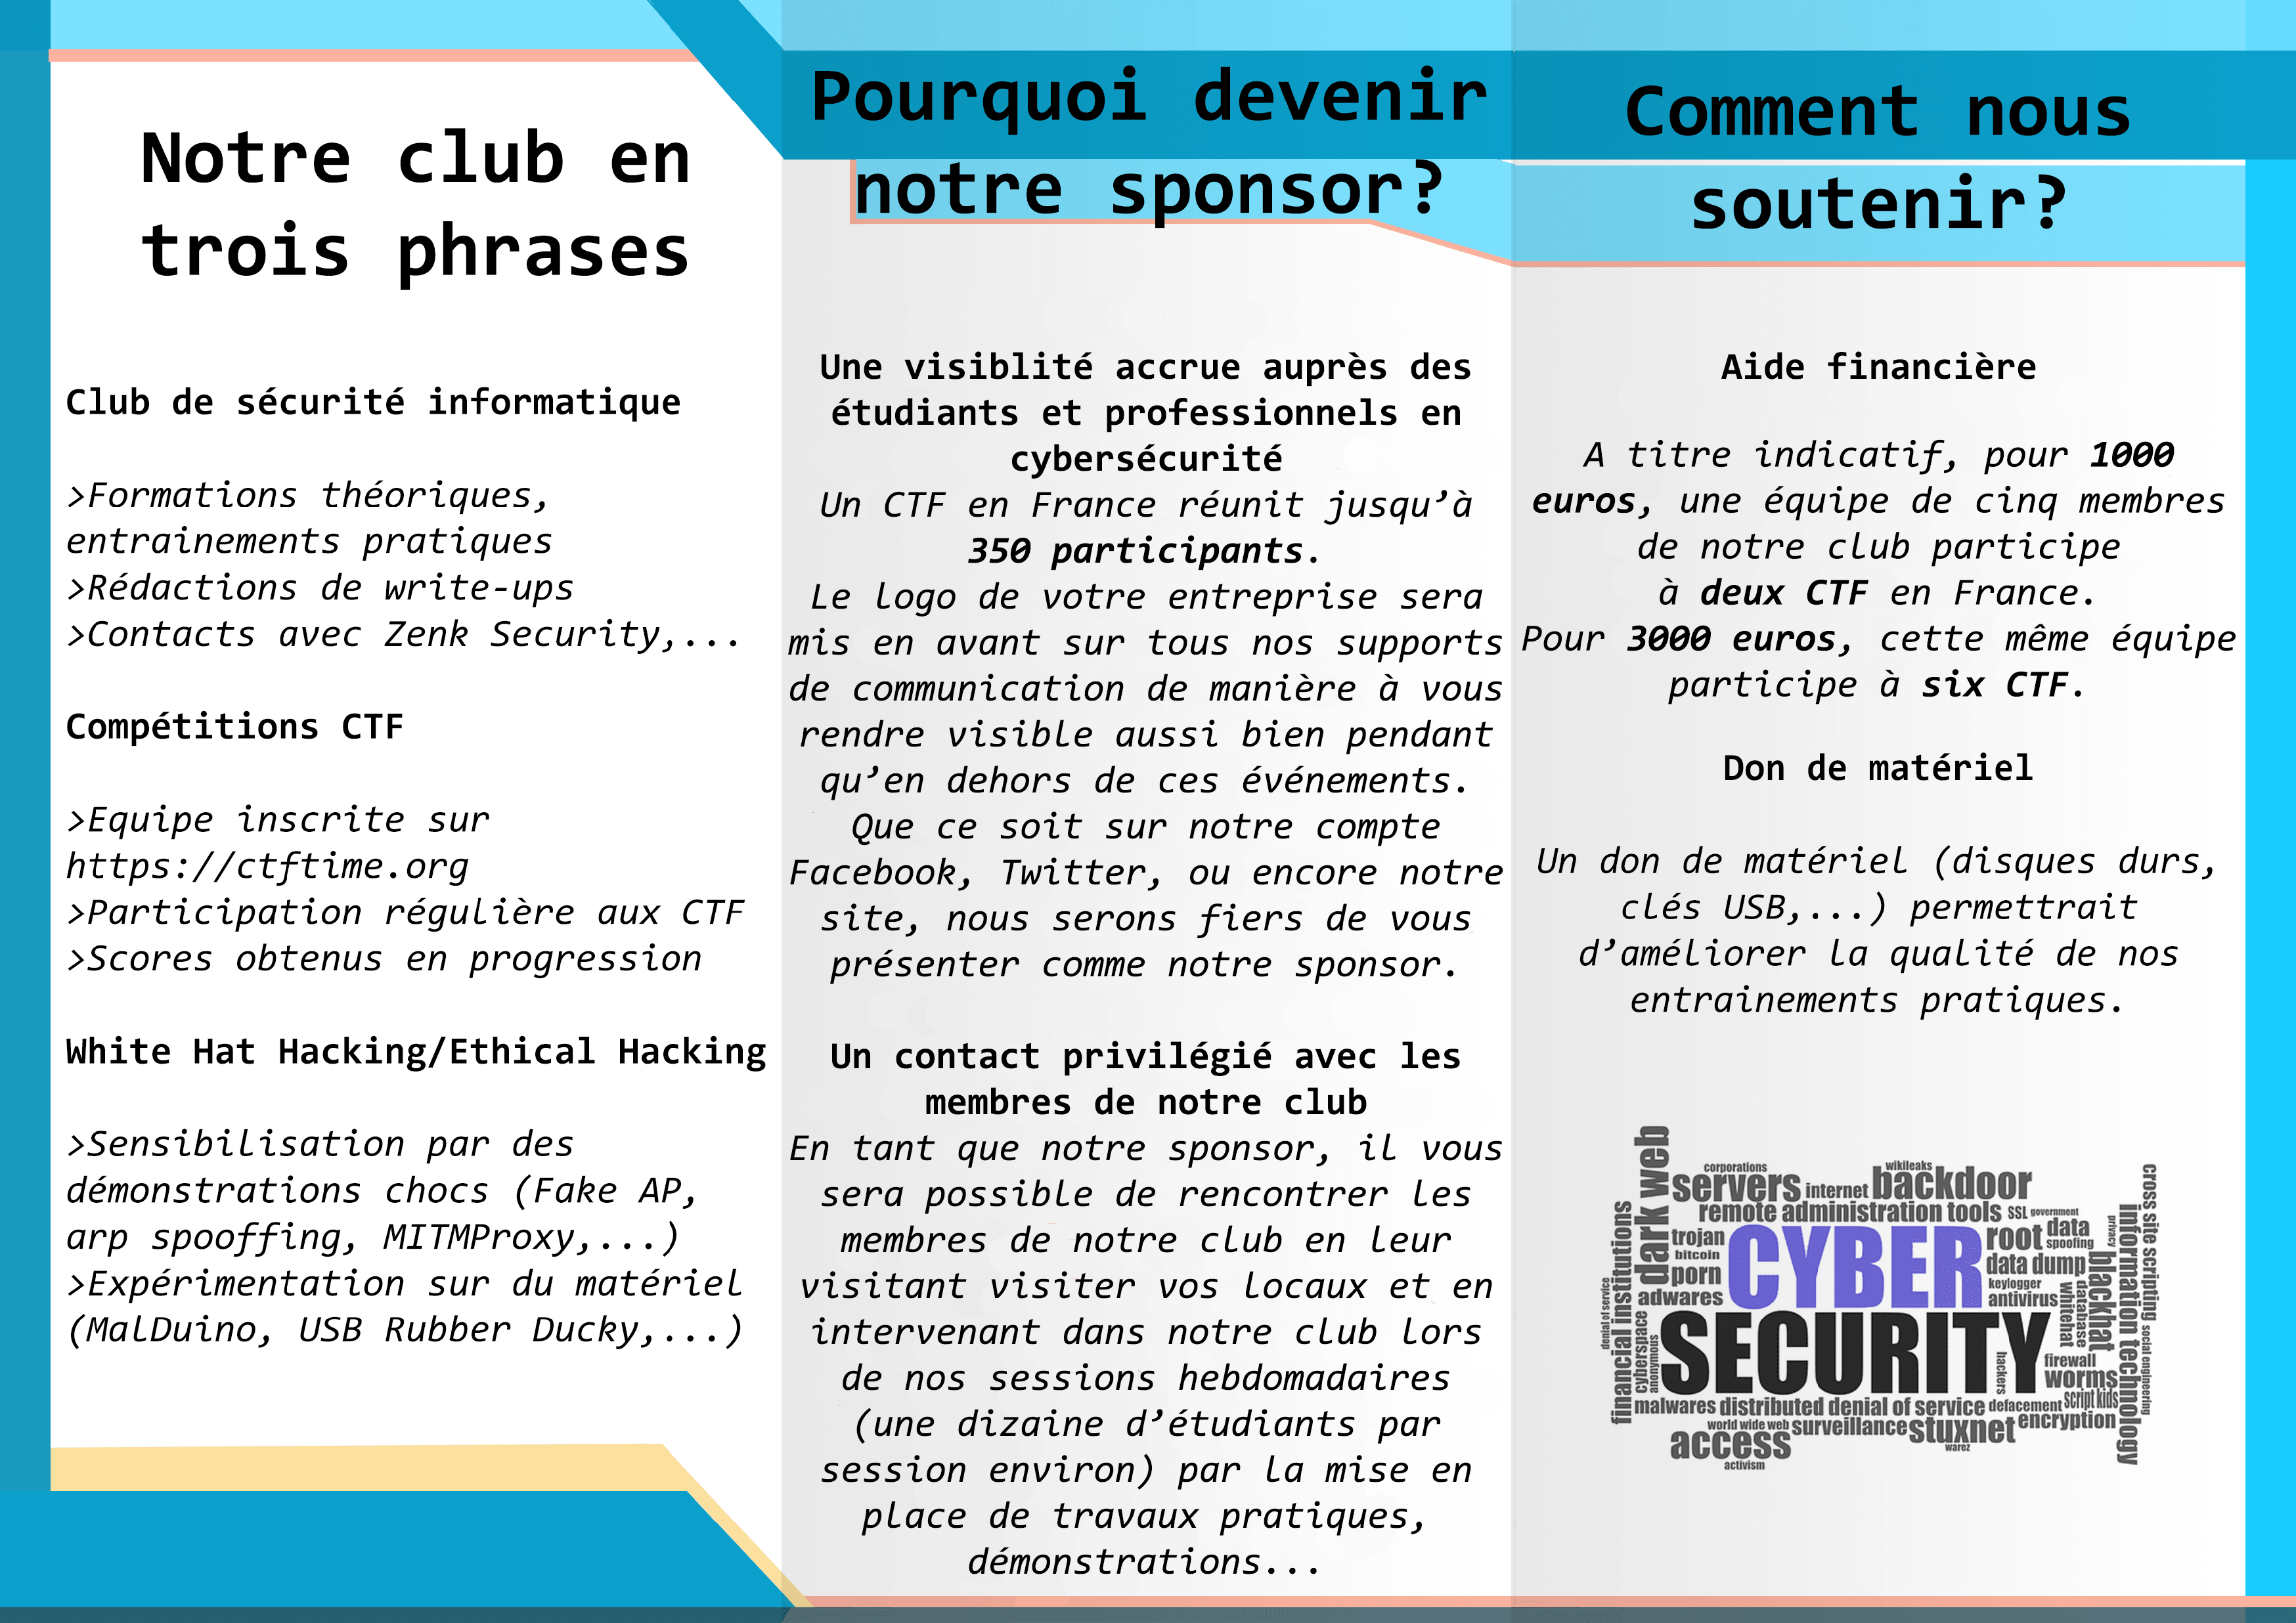 Notre club en
trois phrases
Club de sécurité informatique
>Formations théoriques,
entrainements pratiques
>Rédactions de write-ups
>Contacts avec Zenk Security,...
Compétitions CTF
>Equipe inscrite sur
https://ctftime.org
>Participation régulière aux CTF
>Scores obtenus en progression
White Hat Hacking/Ethical Hacking
>Sensibilisation par des
démonstrations chocs (Fake AP,
arp spooffing, MITMProxy,...)
>Expérimentation sur du matériel
(MalDuino, USB Rubber Ducky,...)
Pourquoi devenir
notre sponsor?
Une visiblité accrue auprès des
étudiants et professionnels en
cybersécurité
Un CTF en France réunit jusqu’à
350 participants.
Le logo de votre entreprise sera
mis en avant sur tous nos supports
de communication de manière à vous
rendre visible aussi bien pendant
qu’en dehors de ces événements.
Que ce soit sur notre compte
Facebook, Twitter, ou encore notre
site, nous serons fiers de vous
présenter comme notre sponsor.
Un contact privilégié avec les
membres de notre club
En tant que notre sponsor, il vous
sera possible de rencontrer les
membres de notre club en leur
visitant visiter vos locaux et en
intervenant dans notre club lors
de nos sessions hebdomadaires
(une dizaine d’étudiants par
session environ) par la mise en
place de travaux pratiques,
démonstrations...
Comment nous
soutenir?
Aide financière
A titre indicatif, pour 1000
euros, une équipe de cinq membres
de notre club participe
à deux CTF en France.
Pour 3000 euros, cette même équipe
participe à six CTF.
Don de matériel
Un don de matériel (disques durs,
clés USB,...) permettrait
d’améliorer la qualité de nos
entrainements pratiques.
corporations
wikileaks
servers
internet
backdoor
remote administration tools
SSL
government
dark web
trojan
bitcoin
porn
adwares
CYBER
root
data
spoofing
data dump
keylogger
antivirus
privacy
blackhat
whitehat
database
information technology
cross site scripting
social engineering
denial of service
financial institutions
cyberspace
anonymous
SECURITY
hackers
firewall
worms
script kids
malwares
distributed denial of service
defacement
world wide web
surveillance
stuxnet
encryption
access
warez
activism